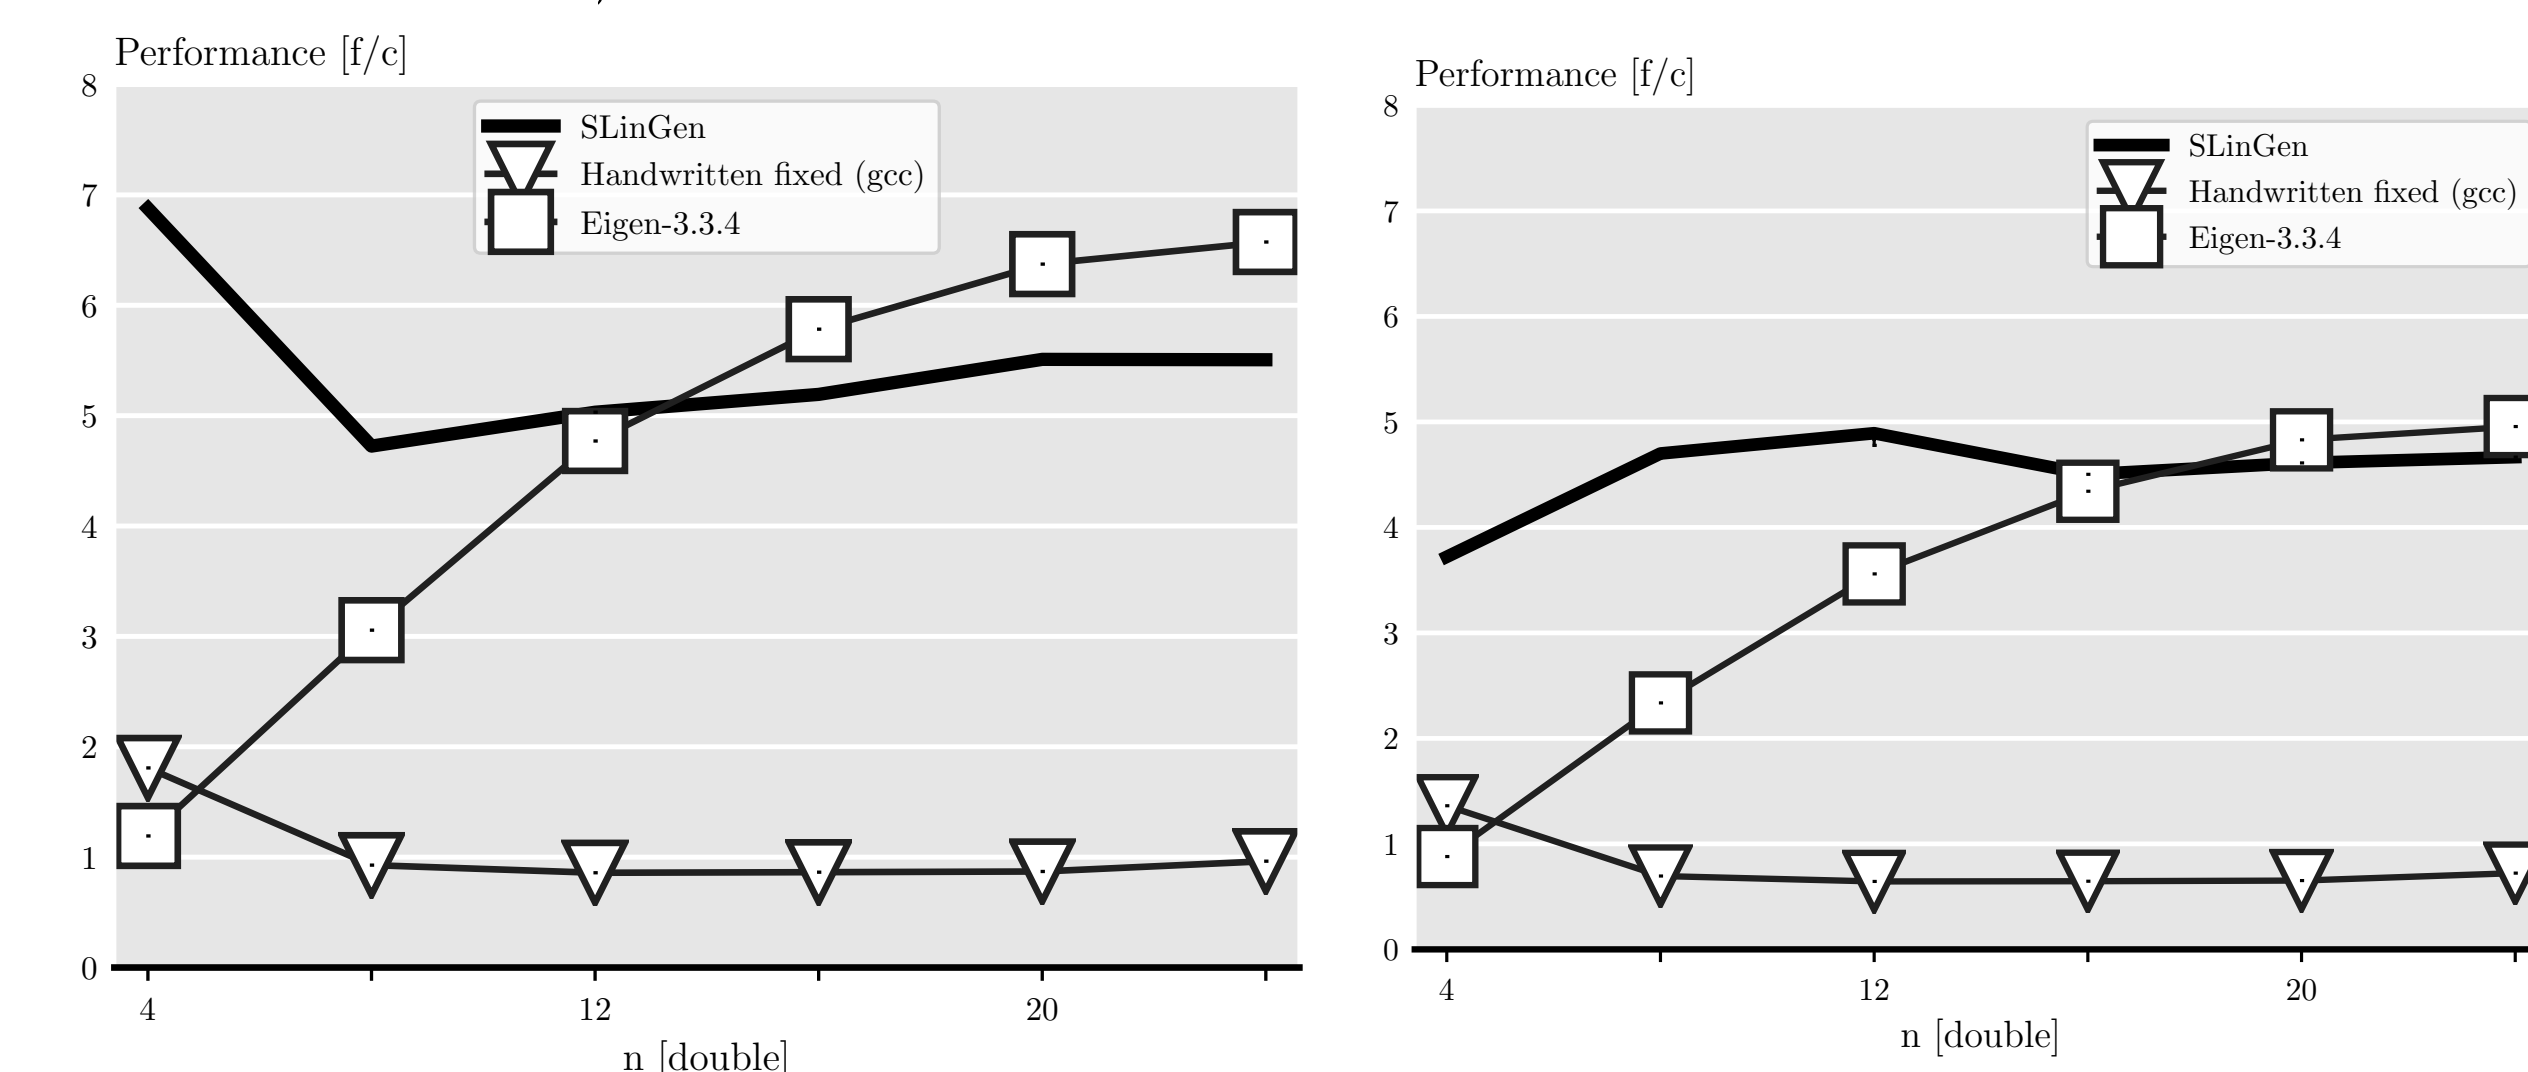 Performance [f/c]
8
7
6
5
4
3
2
1
0
SLinGen
Handwritten fixed (gcc)
Eigen-3.3.4
4
12
20
n [double]
Performance [f/c]
8
7
6
5
4
3
2
1
0
SLinGen
Handwritten fixed (gcc)
Eigen-3.3.4
4
12
20
n [double]